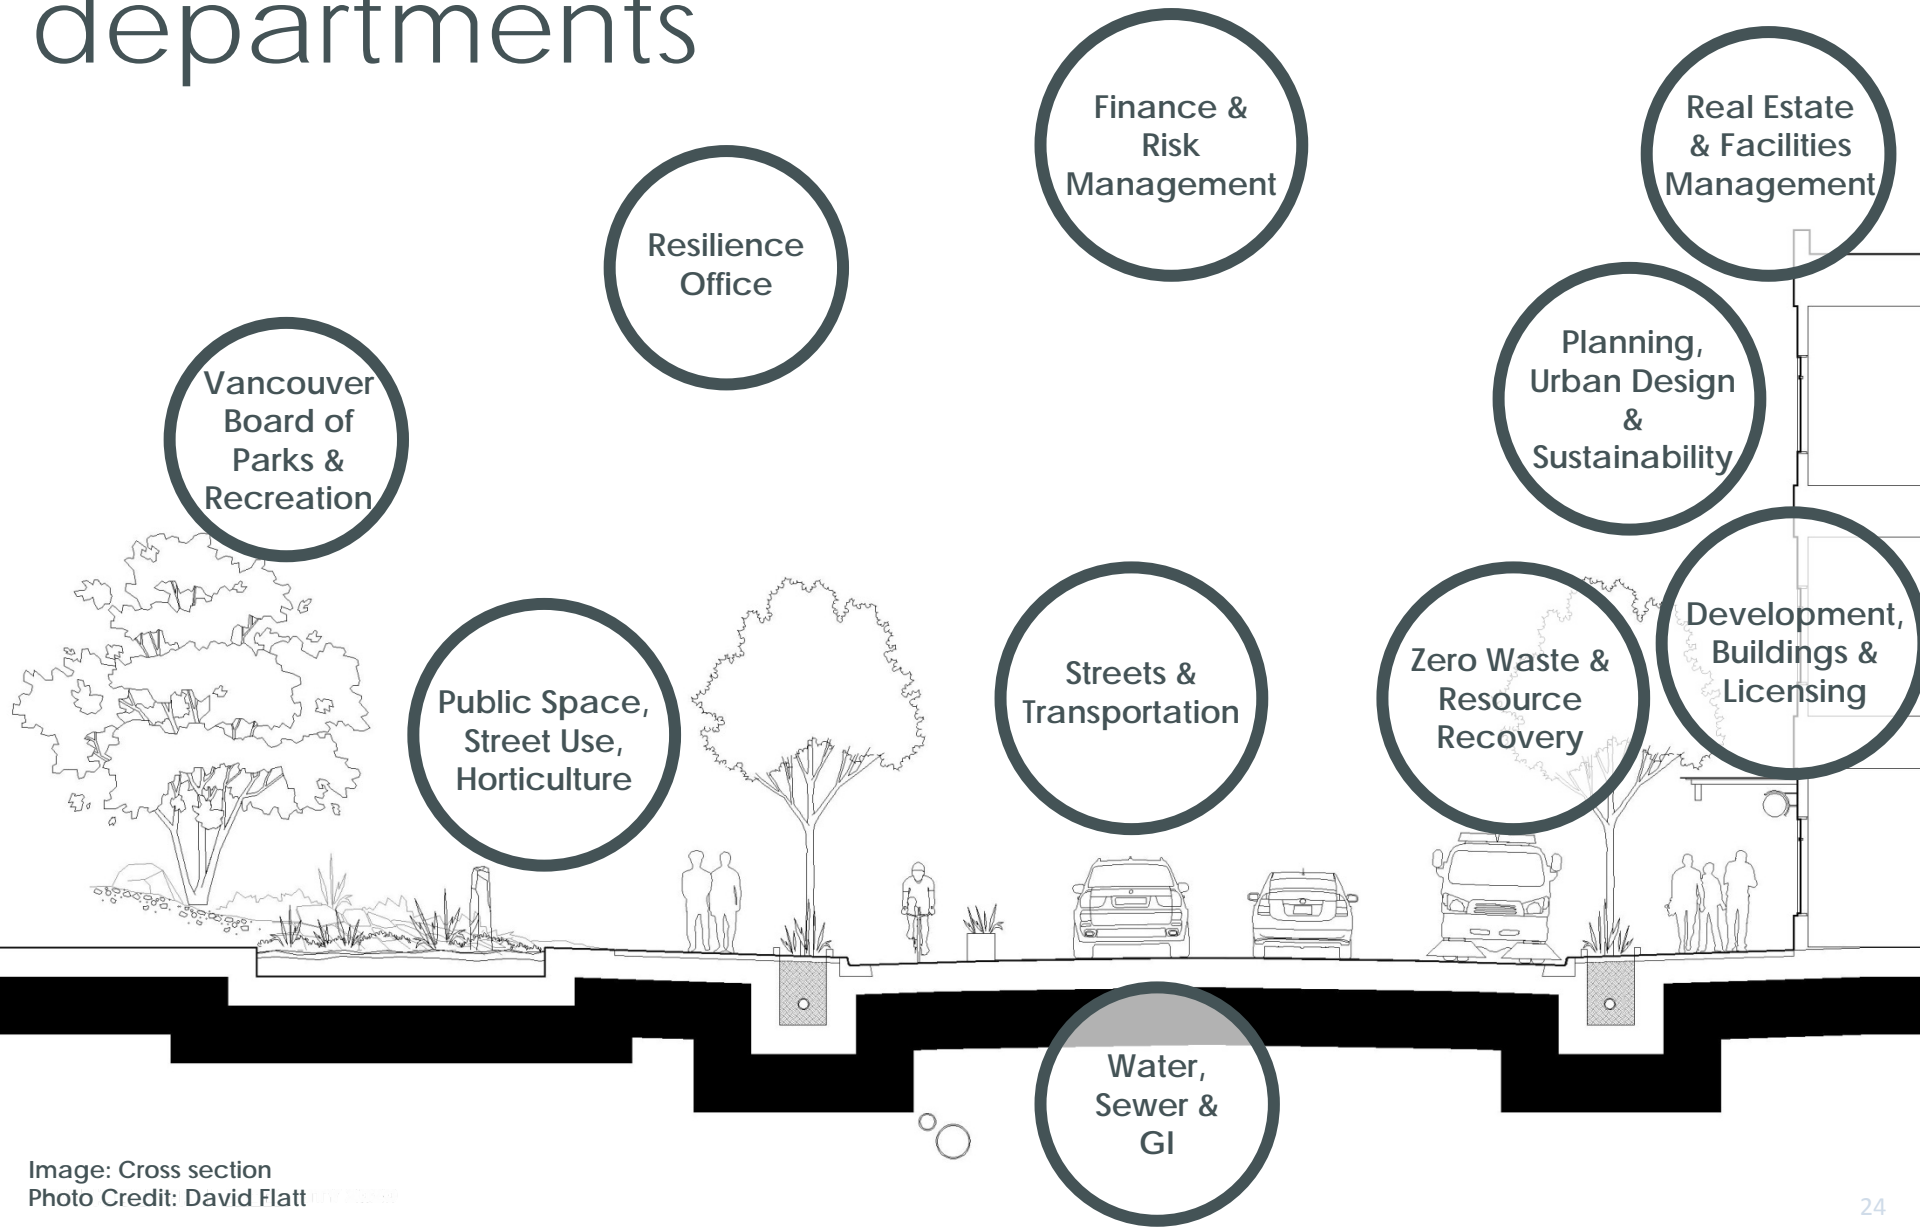 departments
Finance &
Risk
Management
Real Estate
& Facilities
Management
Resilience
Office
Planning,
Urban Design
&
Sustainability
Vancouver
Board of
Parks &
Recreation
Development,
Buildings &
Licensing
Zero Waste &
Resource
Recovery
Streets &
Transportation
Public Space,
Street Use,
Horticulture
Water,
Sewer &
GI
Image: Cross section
Photo Credit: David Flatt
24